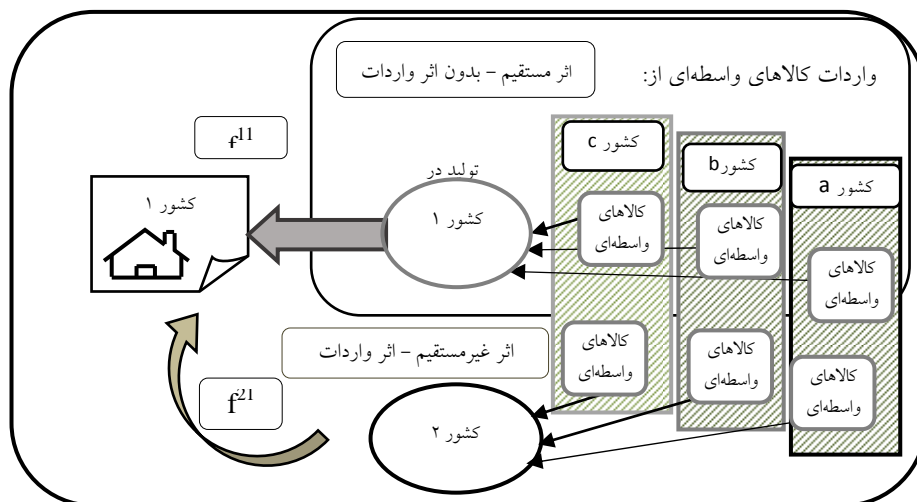 اثر مستقیم – بدون اثر واردات
واردات کالاهای واسطه‌ای از:
f¹¹
کشور c
کشورb
کشور a
تولید در
کشور ۱
کشور ۱
کالاهای
واسطه‌ای
کالاهای
واسطه‌ای
کالاهای
واسطه‌ای
اثر غیرمستقیم – اثر واردات
کالاهای
واسطه‌ای
کالاهای
واسطه‌ای
کالاهای
واسطه‌ای
f²¹
کشور ۲